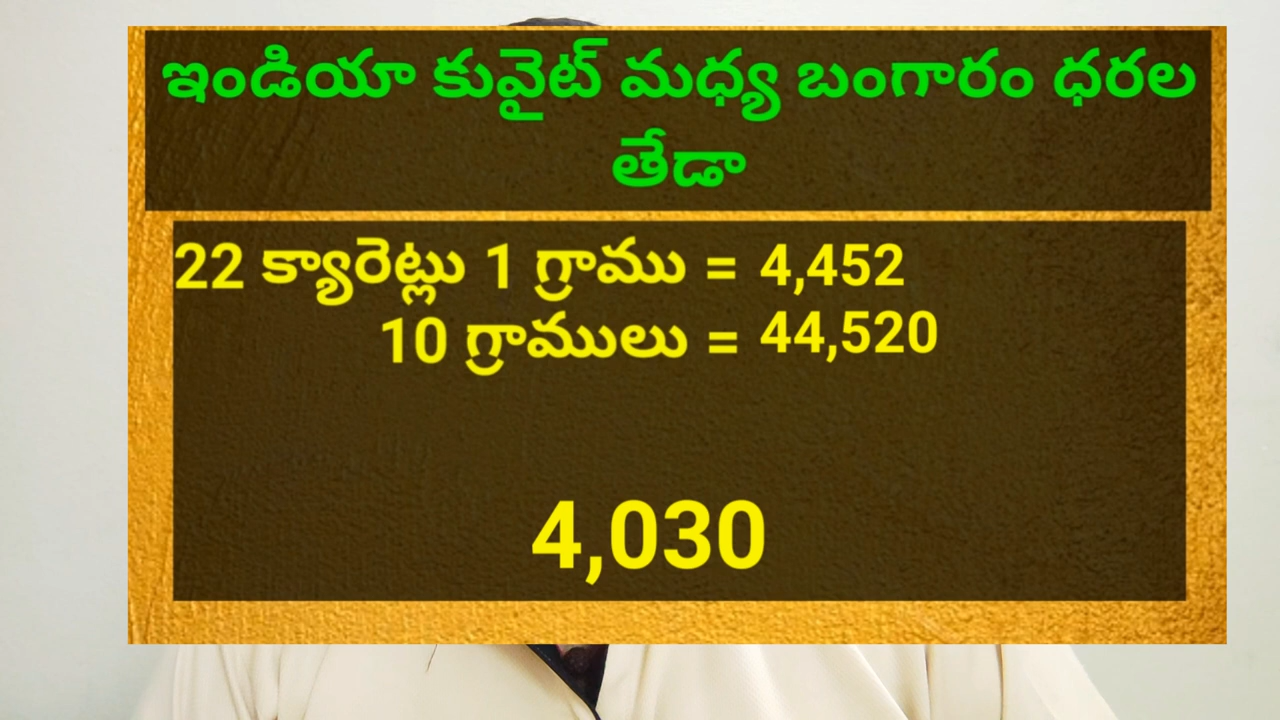 ఇండియా కువైట్ మధ్య బంగారం ధరల
తేడా
22 క్యారెట్లు 1 గ్రాము = 4,452
10 గ్రాములు = 44,520
4,030